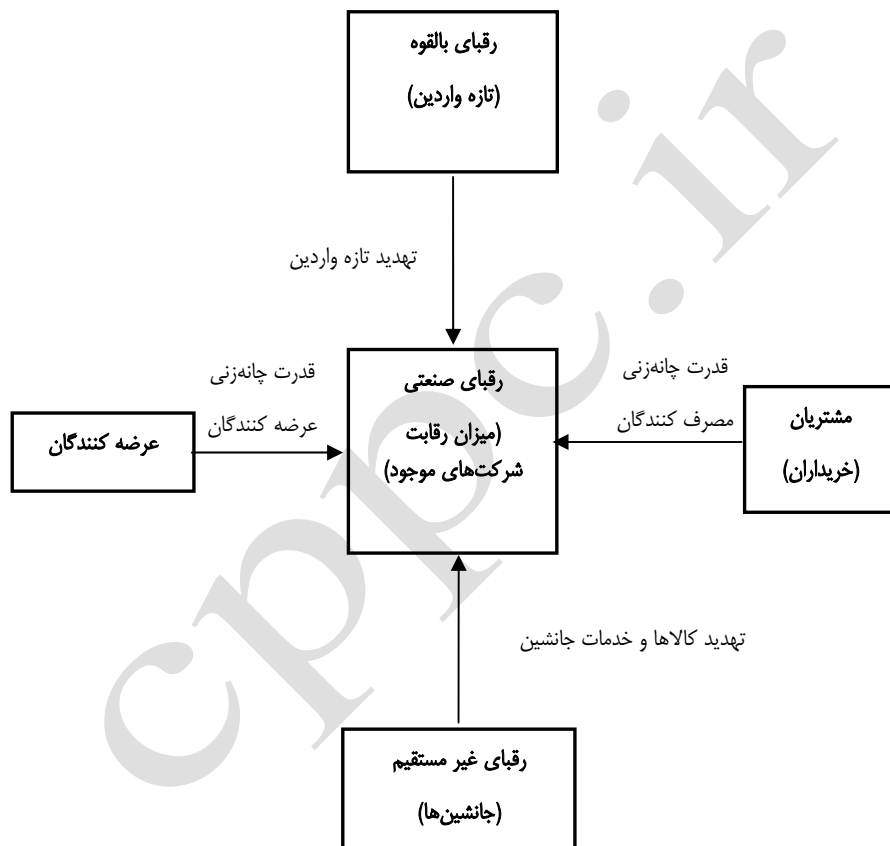 رقبای بالقوه
(تازه واردین)
تهدید تازه واردین
قدرت چانه‌زنی
مصرف کنندگان
مشتریان
(خریداران)
رقبای صنعتی
(میزان رقابت
شرکت‌های موجود)
قدرت چانه‌زنی
عرضه کنندگان
عرضه کنندگان
تهدید کالاها و خدمات جانشین
رقبای غیر مستقیم
(جانشین‌ها)
cppc.ir